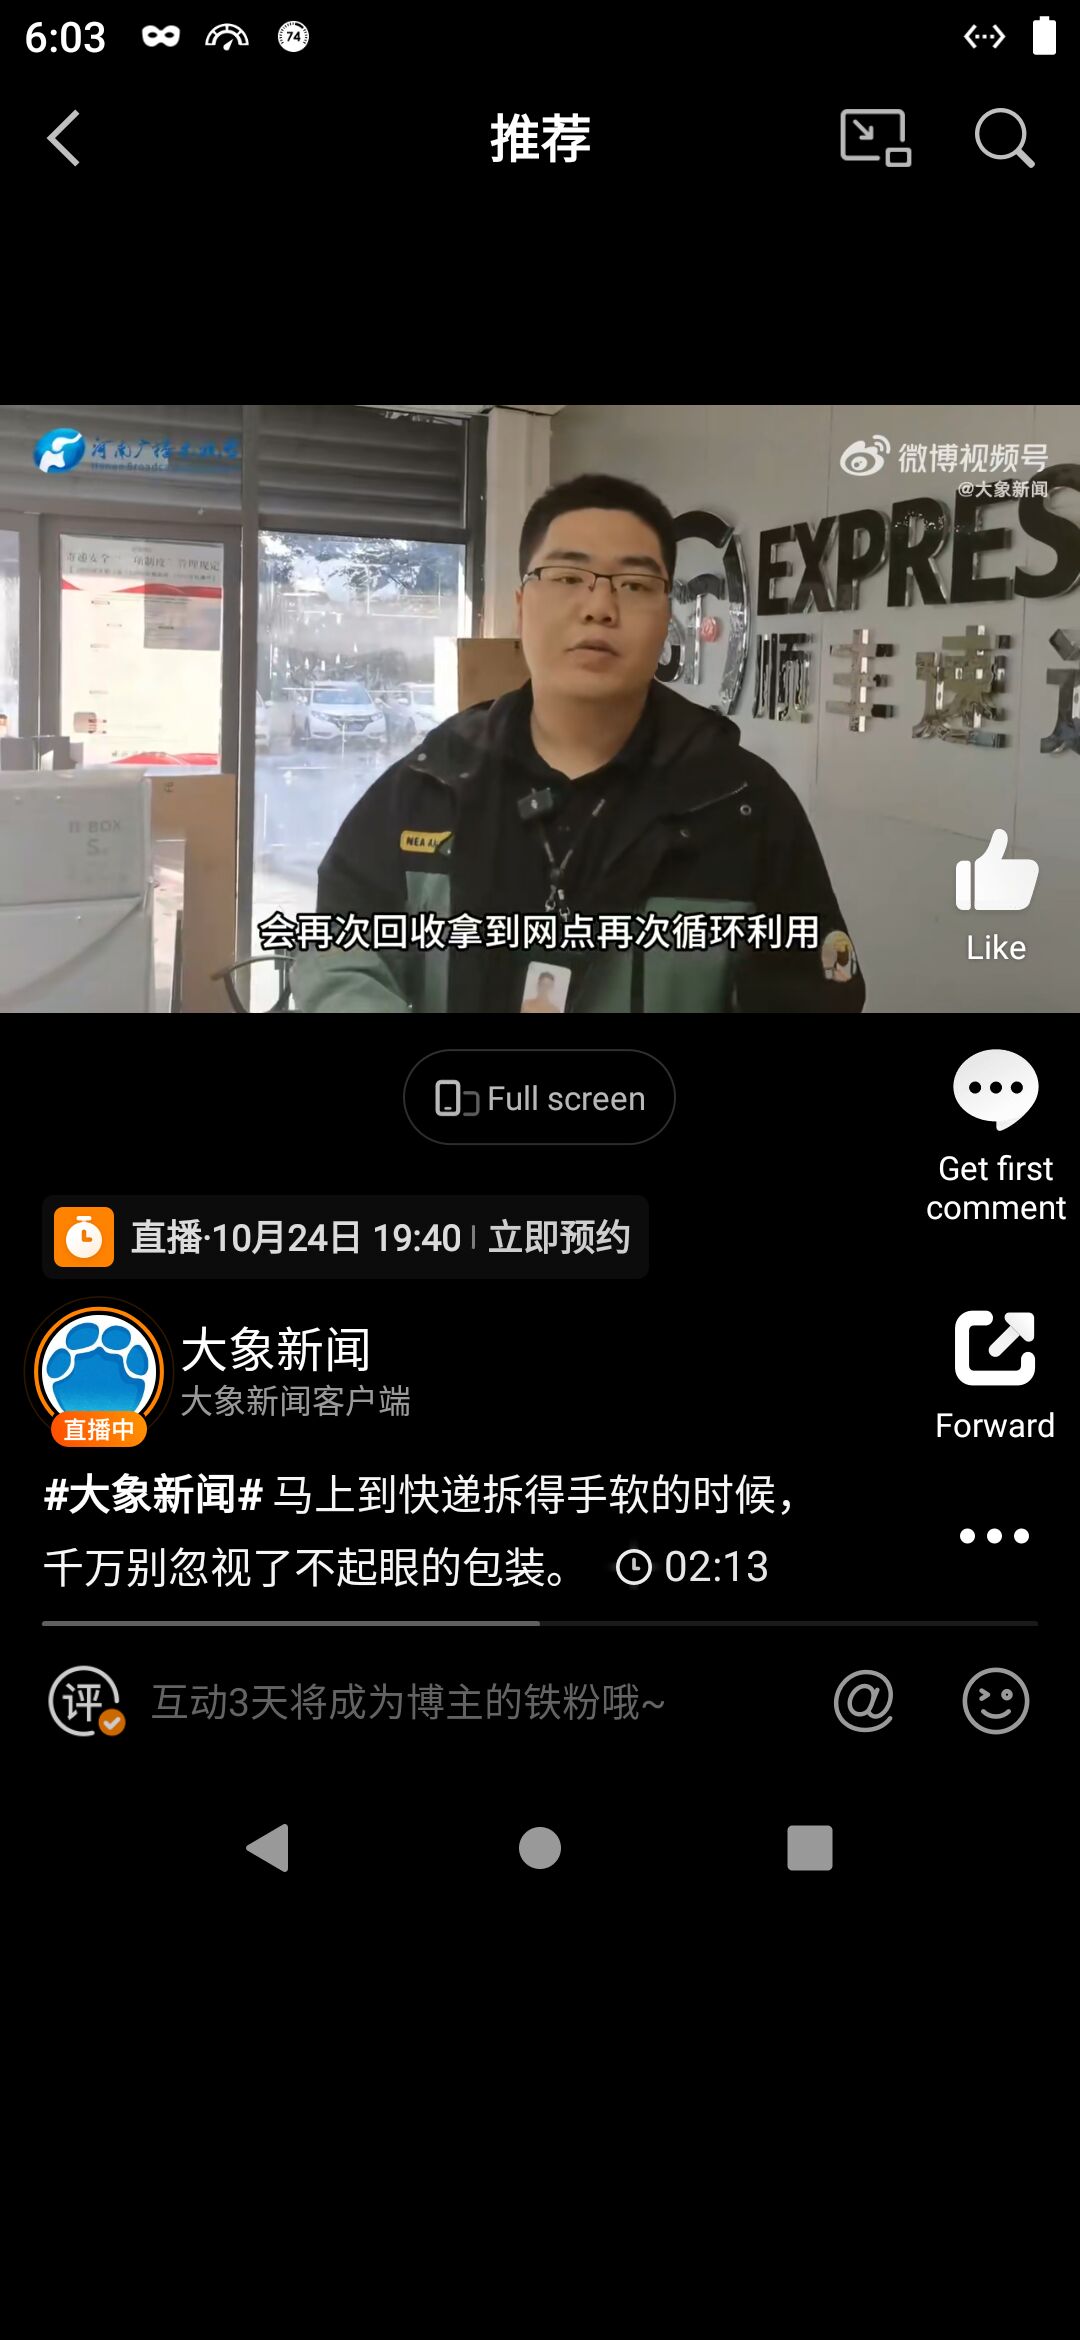 6:03
74
推荐
河南广播电视台
微博视频号
@大象新闻
EXPRES
顺丰速运
BOX
S
NEA
会再次回收拿到网点再次循环利用
Like
Full screen
Get first
comment
直播·10月24日 19:40 | 立即预约
大象新闻
大象新闻客户端
直播中
Forward
#大象新闻# 马上到快递拆得手软的时候，
千万别忽视了不起眼的包装。 02:13
评
互动3天将成为博主的铁粉哦~